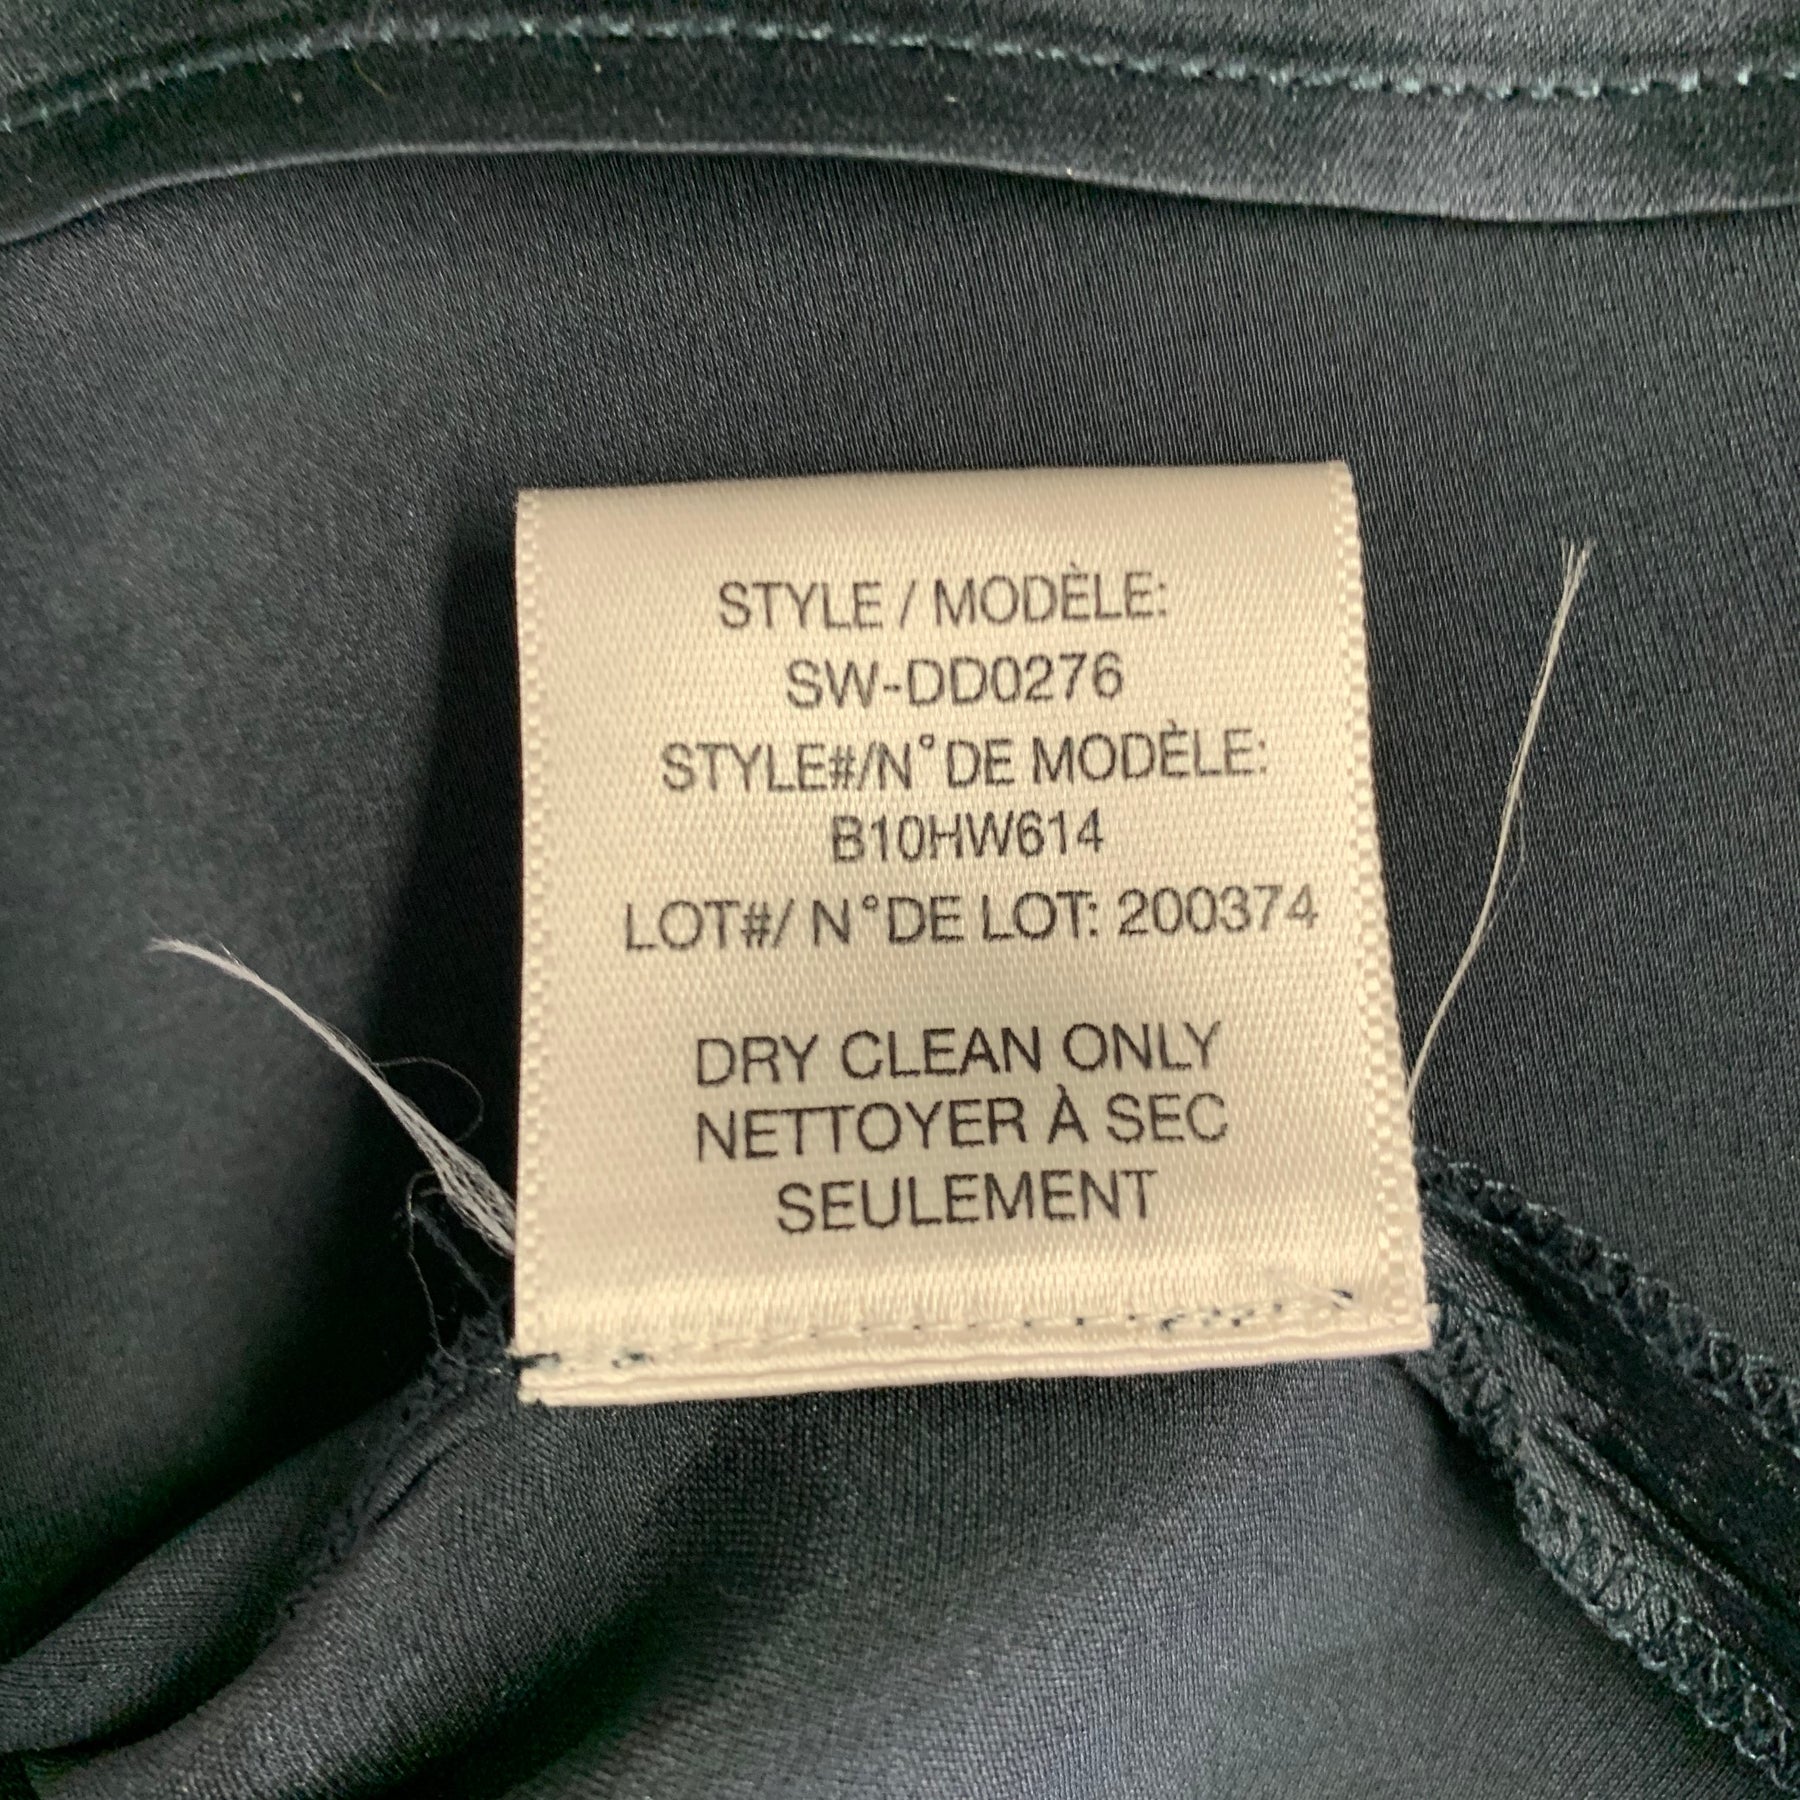 STYLE / MODÈLE:
SW-DD0276
STYLE#/N°DE MODÈLE:
B10HW614
LOT#/ N°DE LOT: 200374
DRY CLEAN ONLY
NETTOYER À SEC
SEULEMENT